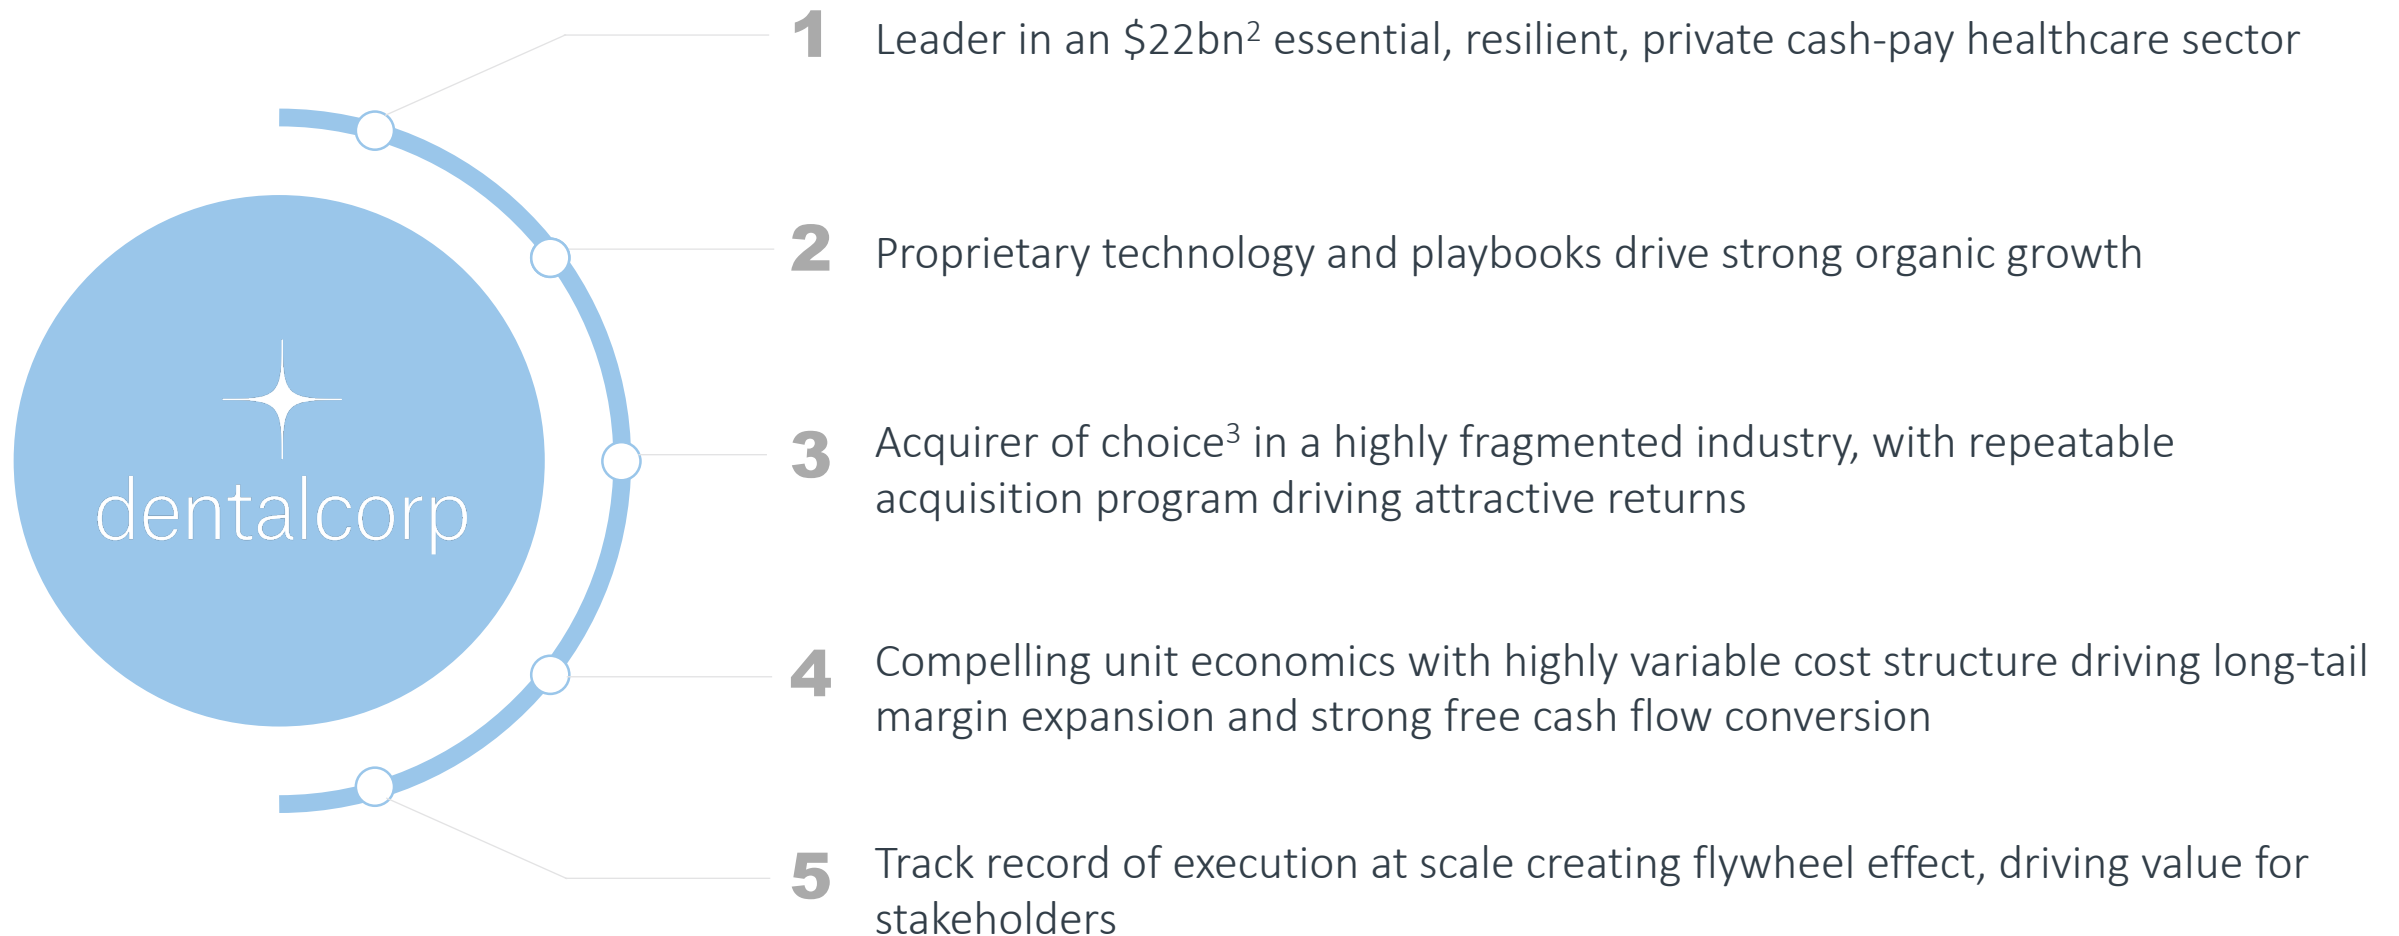 1 Leader in an $22bn² essential, resilient, private cash-pay healthcare sector
2 Proprietary technology and playbooks drive strong organic growth
dentalcorp
3 Acquirer of choice³ in a highly fragmented industry, with repeatable
acquisition program driving attractive returns
4 Compelling unit economics with highly variable cost structure driving long-tail
margin expansion and strong free cash flow conversion
5 Track record of execution at scale creating flywheel effect, driving value for
stakeholders